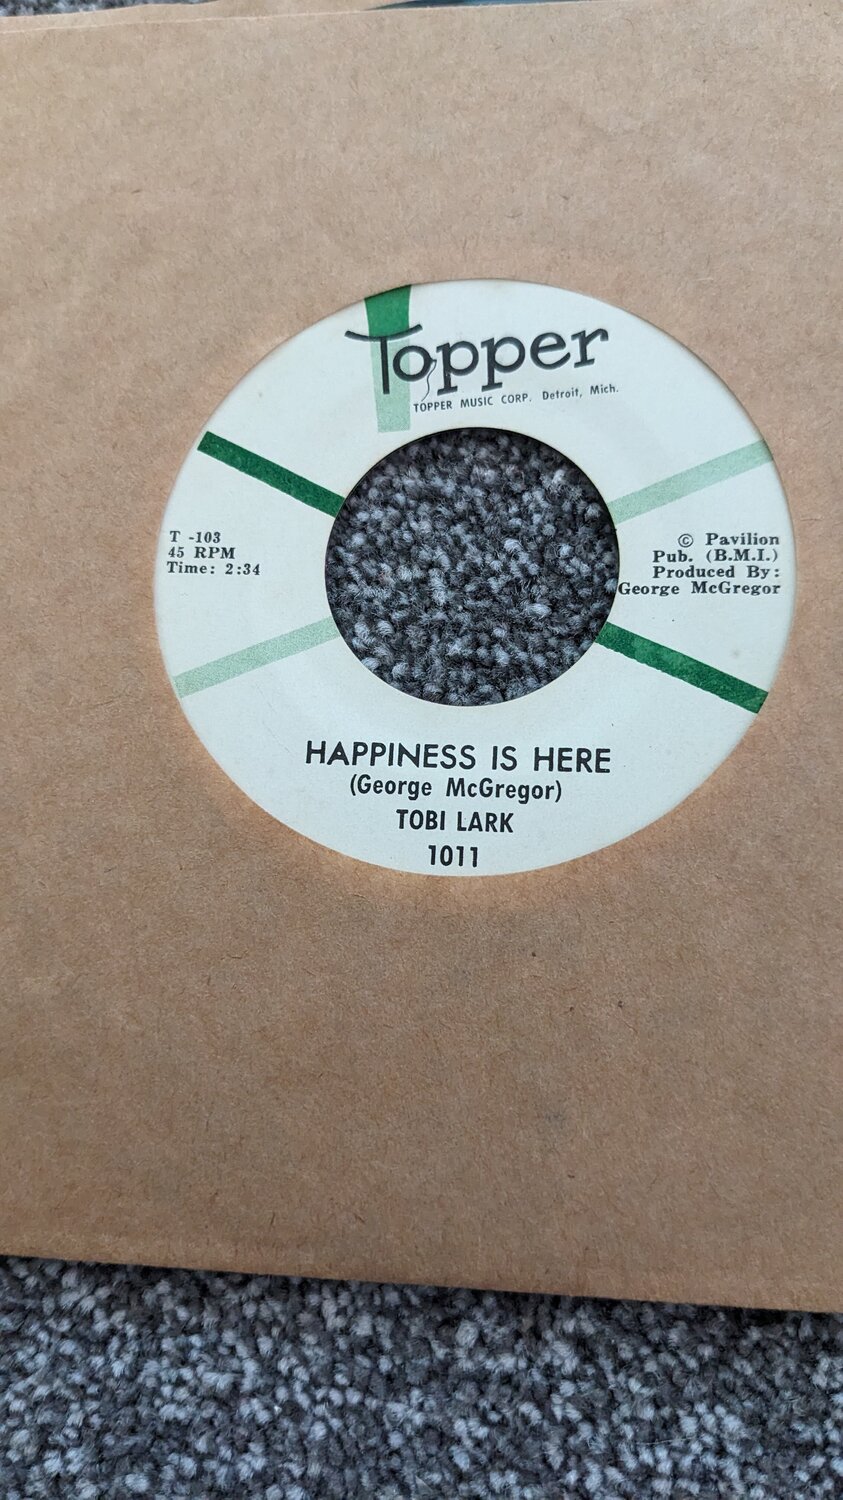 Topper
TOPPER MUSIC CORP. Detroit, Mich.
T -103
45 RPM
Time: 2:34
© Pavilion
Pub. (B.M.I.)
Produced By:
George McGregor
HAPPINESS IS HERE
(George McGregor)
TOBI LARK
1011